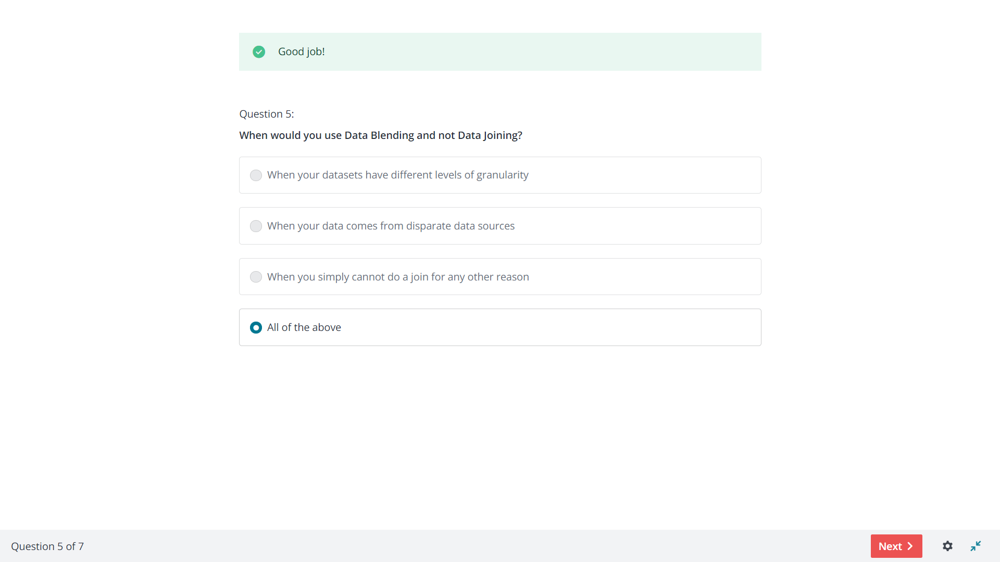 Good job!
Question 5:
When would you use Data Blending and not Data Joining?
When your datasets have different levels of granularity
When your data comes from disparate data sources
When you simply cannot do a join for any other reason
All of the above
Question 5 of 7
Next